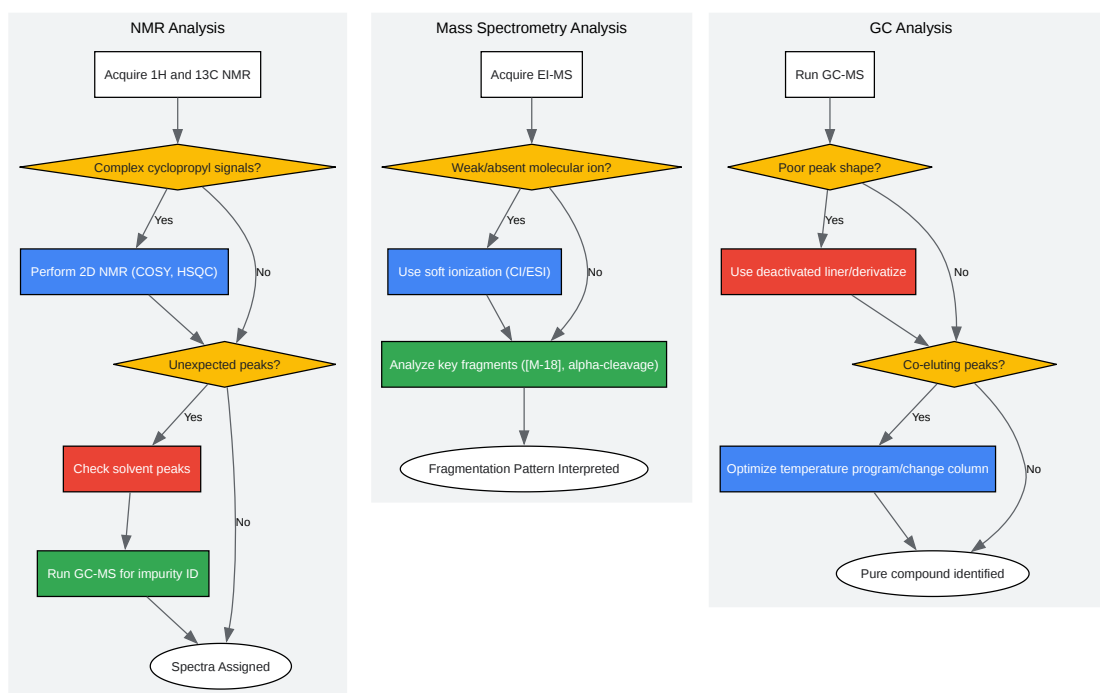 NMR Analysis
Acquire 1H and 13C NMR
Complex cyclopropyl signals?
Yes
Perform 2D NMR (COSY, HSQC)
No
Unexpected peaks?
Yes
Check solvent peaks
No
Run GC-MS for impurity ID
Spectra Assigned
Mass Spectrometry Analysis
Acquire EI-MS
Weak/absent molecular ion?
Yes
Use soft ionization (CI/ESI)
No
Analyze key fragments ([M-18], alpha-cleavage)
Fragmentation Pattern Interpreted
GC Analysis
Run GC-MS
Poor peak shape?
Yes
Use deactivated liner/derivatize
No
Co-eluting peaks?
Yes
Optimize temperature program/change column
No
Pure compound identified